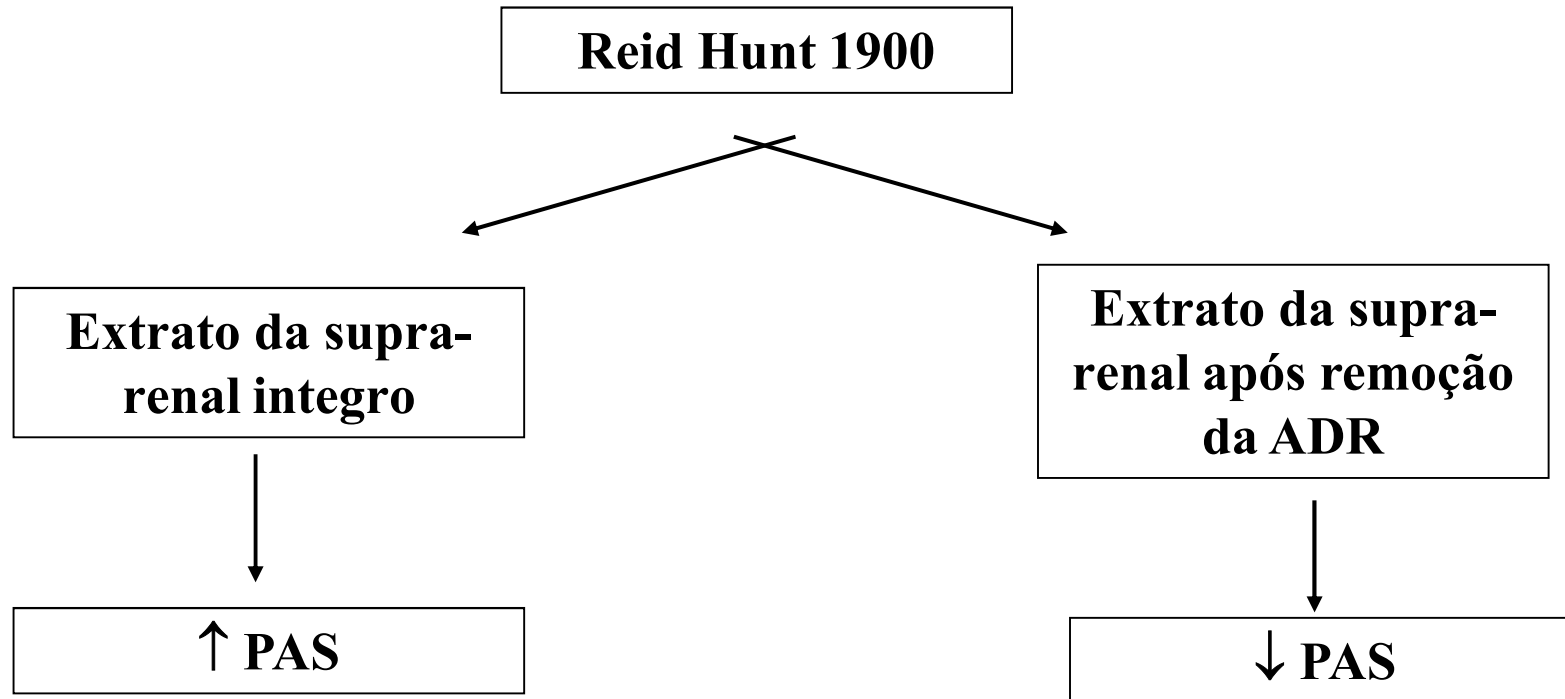 Reid Hunt 1900
Extrato da supra-
renal integro
Extrato da supra-
renal após remoção
da ADR
↑ PAS
↓ PAS